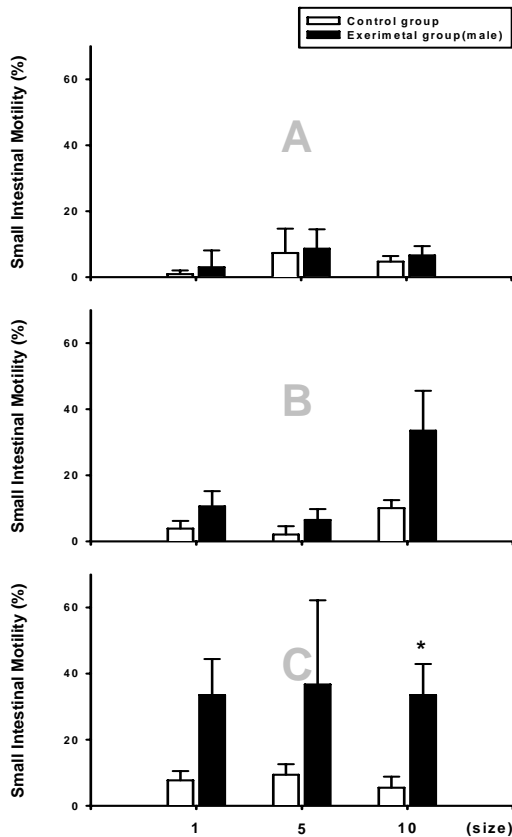 Control group
Exerimetal group(male)
Small Intestinal Motility (%)
60
40
20
0
A
Small Intestinal Motility (%)
60
40
20
0
B
Small Intestinal Motility (%)
60
40
20
0
C
*
1 5 10 (size)